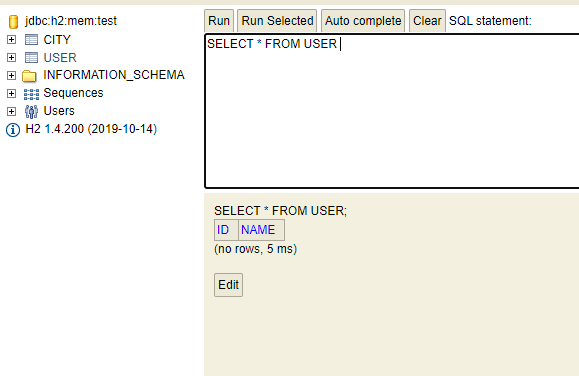 jdbc:h2:mem:test
CITY
USER
INFORMATION_SCHEMA
Sequences
Users
H2 1.4.200 (2019-10-14)
Run Run Selected Auto complete Clear SQL statement:
SELECT * FROM USER
SELECT * FROM USER;
ID NAME
(no rows, 5 ms)
Edit